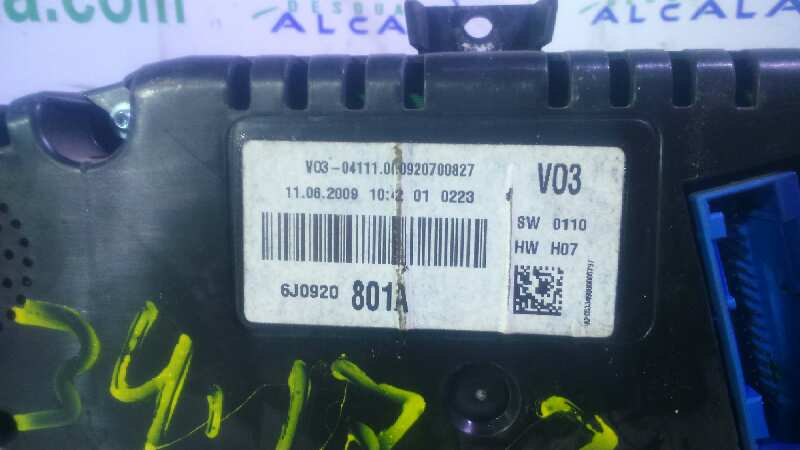 a.com
DESGUA
ALCALA
ALCALA
V03-04111.000920700827
11.06.2009 10:42 01 0223
6J0920 801A
V03
SW 0110
HW H07